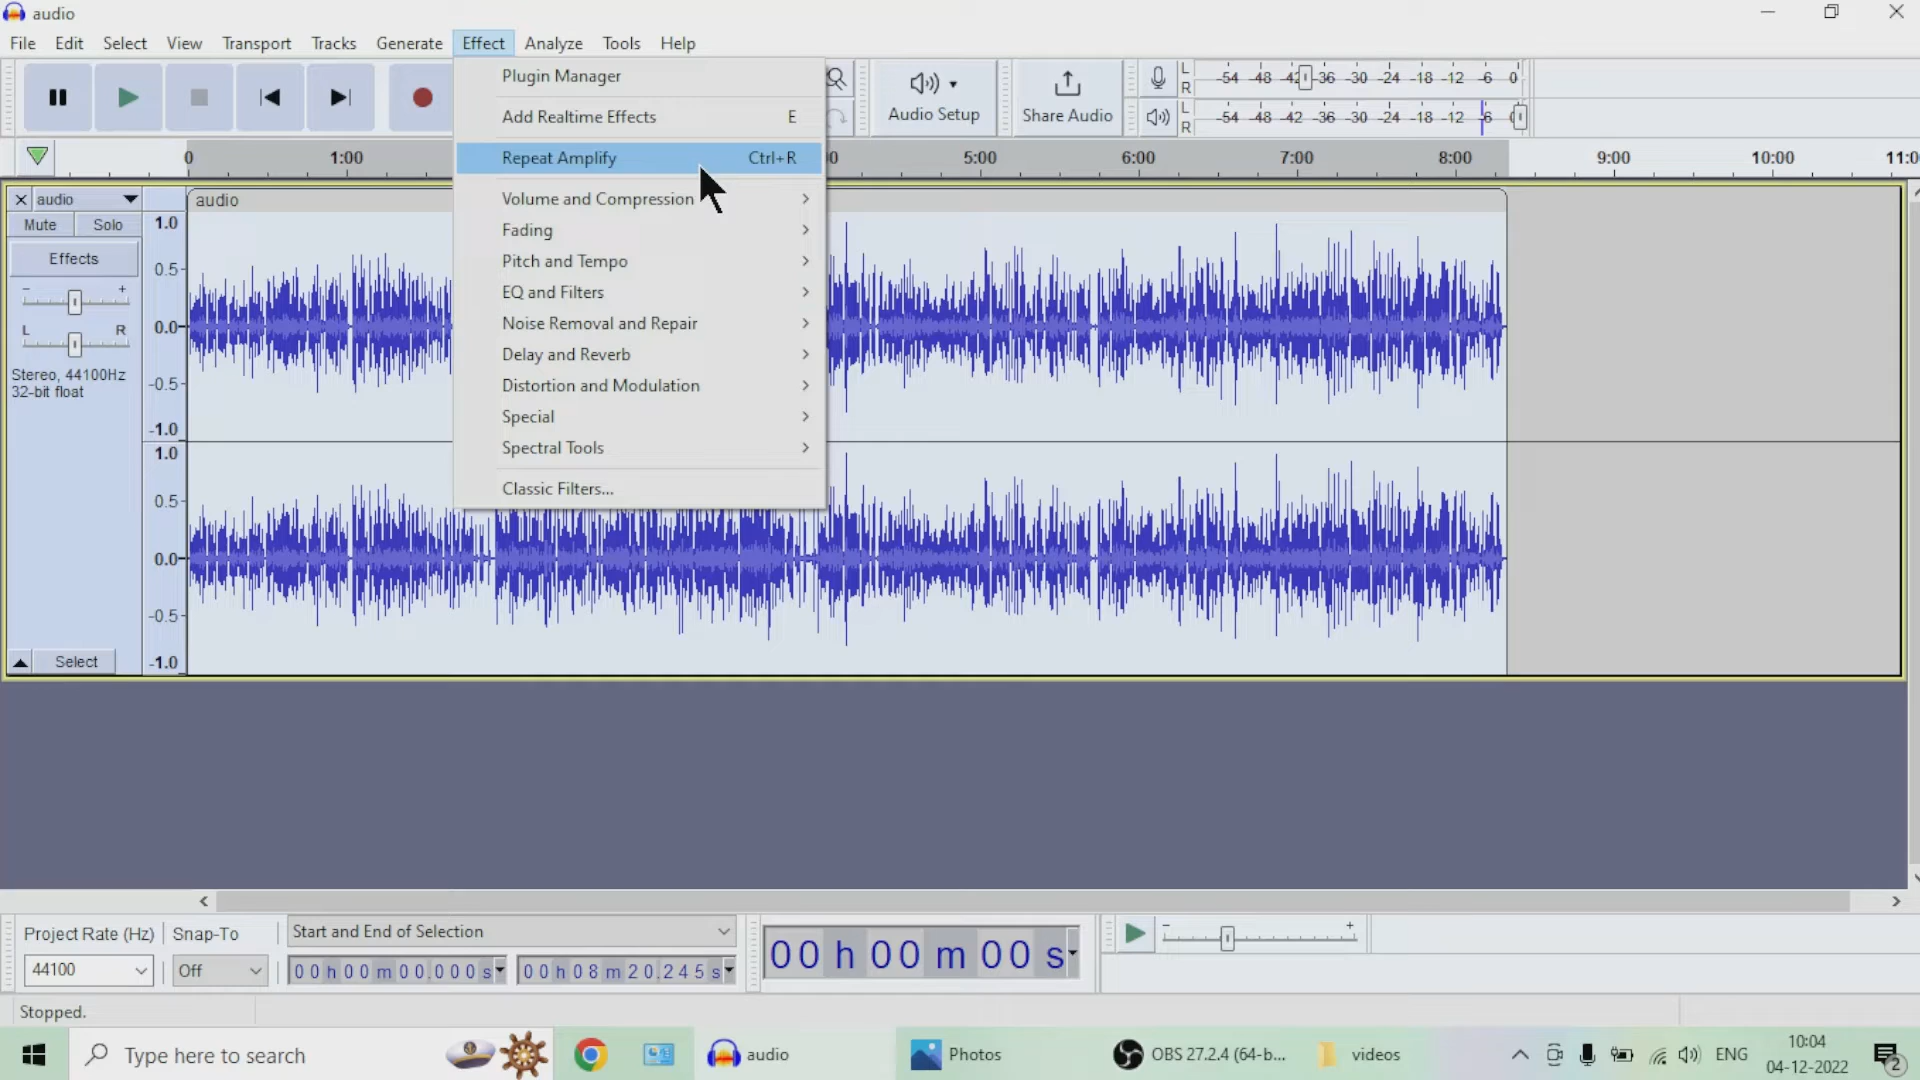 audio
File Edit Select View Transport Tracks Generate Effect Analyze Tools Help
Plugin Manager
Add Realtime Effects E
Repeat Amplify Ctrl+R
Volume and Compression
Fading
Pitch and Tempo
EQ and Filters
Noise Removal and Repair
Delay and Reverb
Distortion and Modulation
Special
Spectral Tools
Classic Filters...
Audio Setup
Share Audio
L
R
-54 -48 -42 -36 -30 -24 -18 -12 -6 0
L
R
-54 -48 -42 -36 -30 -24 -18 -12 -6 0
0 1:00 5:00 6:00 7:00 8:00 9:00 10:00 11:0
audio
Mute Solo
Effects
- +
L R
Stereo, 44100Hz
32-bit float
Select
audio
1.0
0.5
0.0
-0.5
-1.0
1.0
0.5
0.0
-0.5
-1.0
Project Rate (Hz) Snap-To Start and End of Selection
44100 Off 00 h 00 m 00.000 s 00 h 08 m 20.245 s
00 h 00 m 00 s
- +
Stopped.
Type here to search
audio
Photos
OBS 27.2.4 (64-b...
videos
ENG
10:04
04-12-2022
2